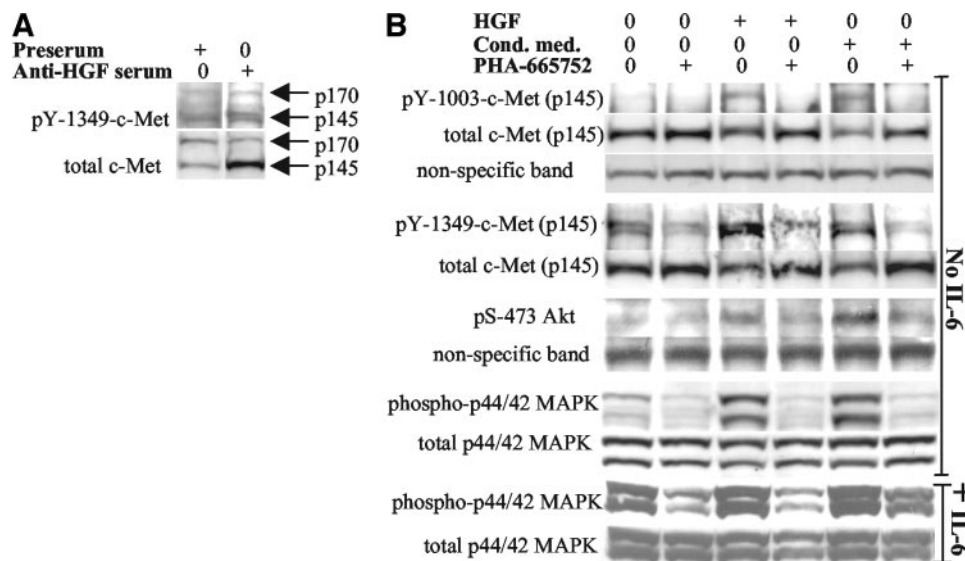 A
Preserum + 0
Anti-HGF serum 0 +
p170
pY-1349-c-Met
p145
p170
total c-Met
p145
B
HGF 0 0 + + 0 0
Cond. med. 0 0 0 0 + +
PHA-665752 0 + 0 + 0 +
pY-1003-c-Met (p145)
total c-Met (p145)
non-specific band
pY-1349-c-Met (p145)
total c-Met (p145)
pS-473 Akt
non-specific band
phospho-p44/42 MAPK
total p44/42 MAPK
No IL-6
phospho-p44/42 MAPK
total p44/42 MAPK
+ IL-6